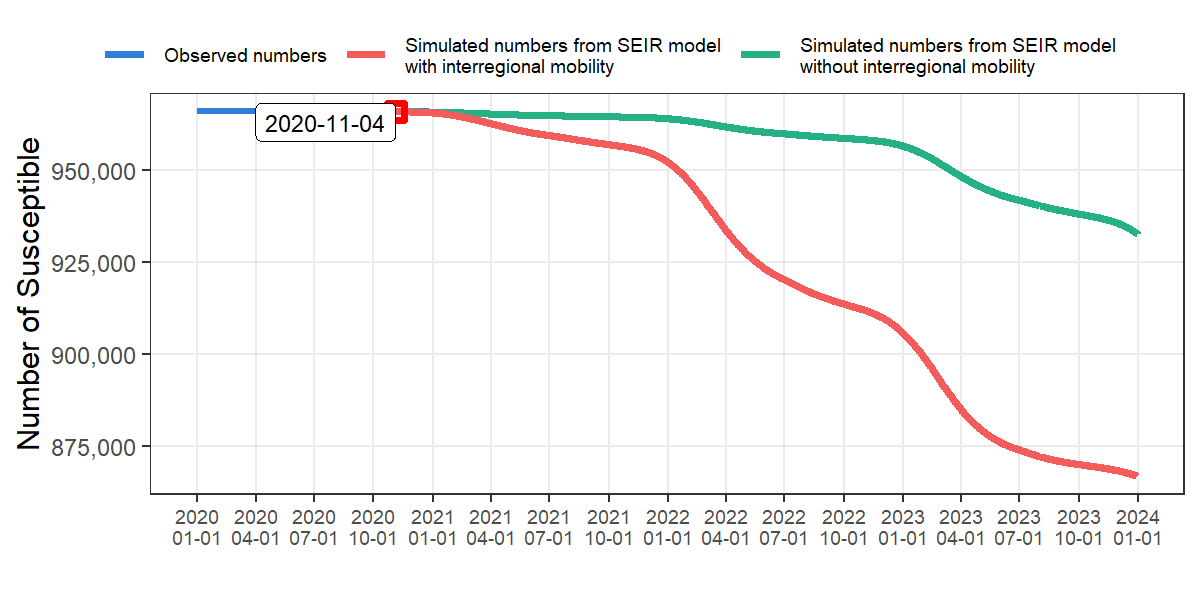 Observed numbers
Simulated numbers from SEIR model
with interregional mobility
Simulated numbers from SEIR model
without interregional mobility
2020-11-04
Number of Susceptible
950,000
925,000
900,000
875,000
2020 2020 2020 2020 2021 2021 2021 2021 2022 2022 2022 2022 2023 2023 2023 2023 2024
01-01 04-01 07-01 10-01 01-01 04-01 07-01 10-01 01-01 04-01 07-01 10-01 01-01 04-01 07-01 10-01 01-01